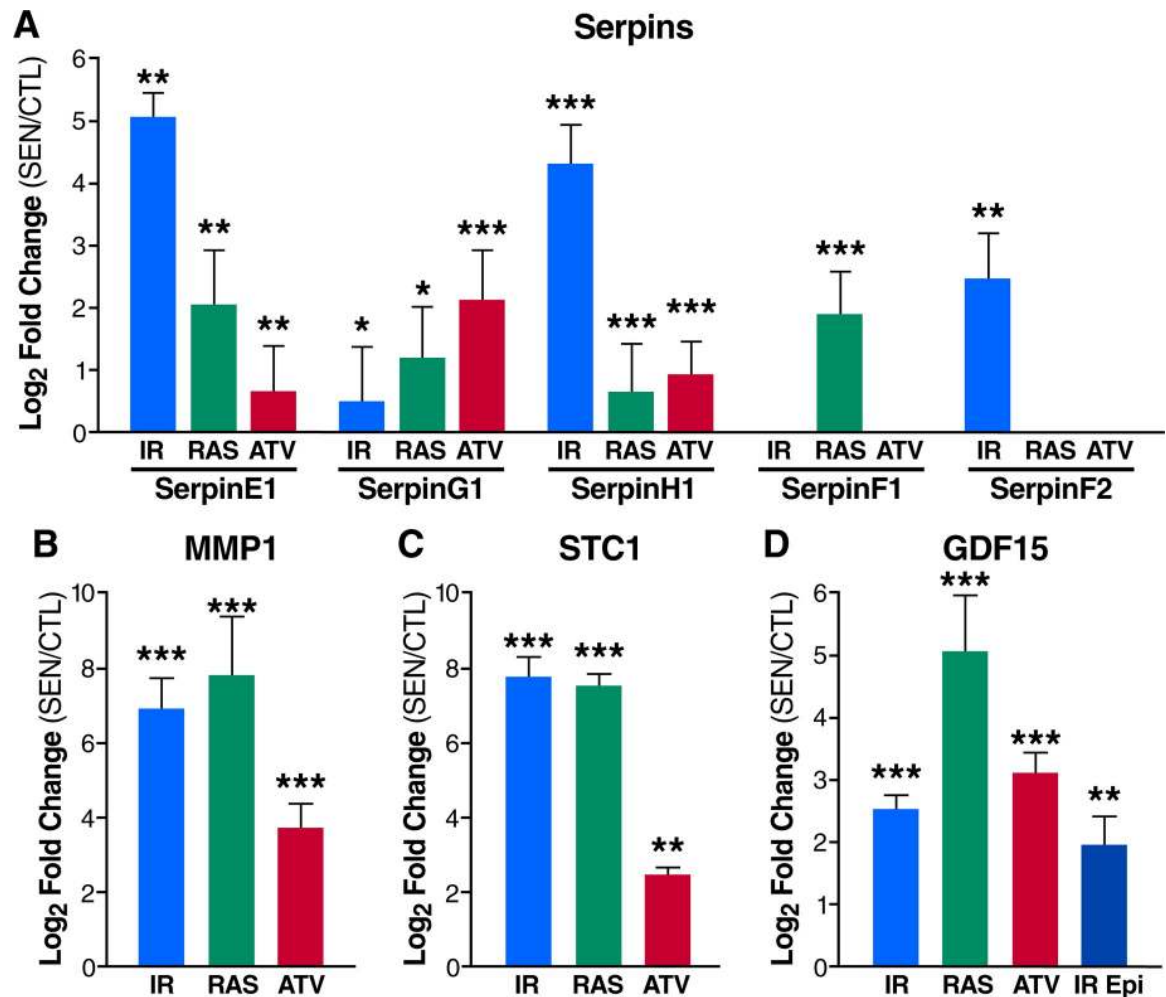 A
Serpins
Log2 Fold Change (SEN/CTL)
6
5
4
3
2
1
0
** ** ** * * *** *** *** *** *** **
IR RAS ATV IR RAS ATV IR RAS ATV IR RAS ATV IR RAS ATV
SerpinE1 SerpinG1 SerpinH1 SerpinF1 SerpinF2
B
MMP1
Log2 Fold Change (SEN/CTL)
10
8
6
4
2
0
*** *** ***
IR RAS ATV
C
STC1
Log2 Fold Change (SEN/CTL)
10
8
6
4
2
0
*** *** **
IR RAS ATV
D
GDF15
Log2 Fold Change (SEN/CTL)
6
5
4
3
2
1
0
*** *** *** **
IR RAS ATV IR Epi